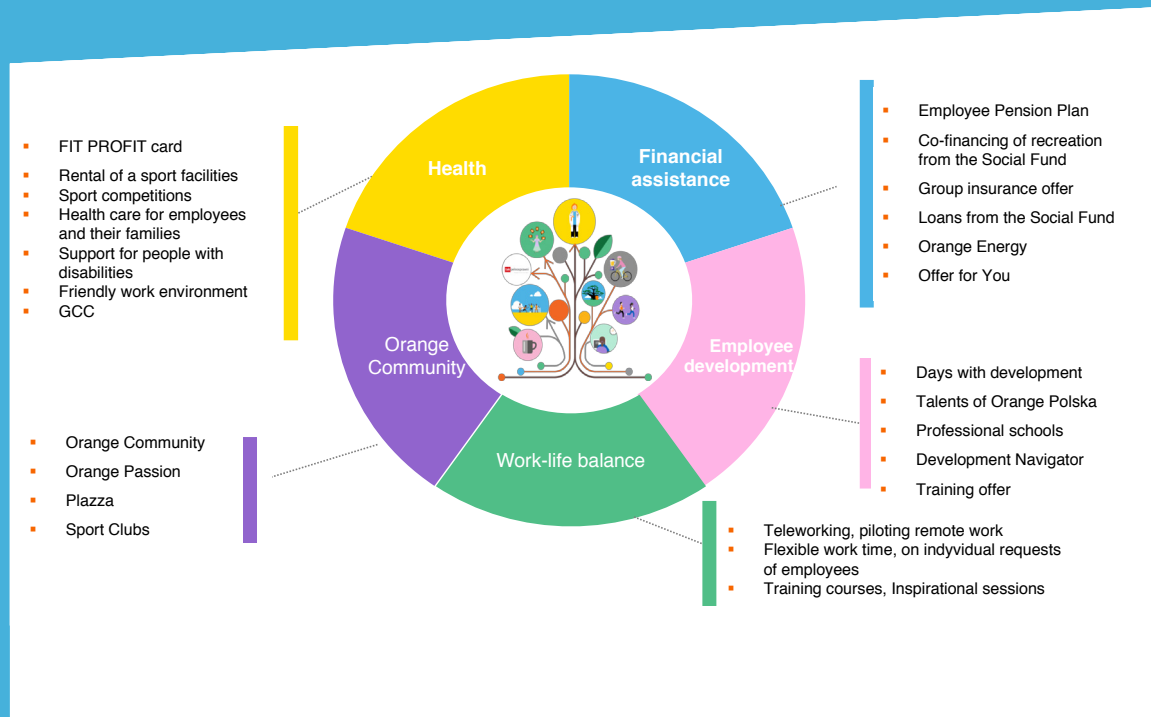 Health
FIT PROFIT card
Rental of a sport facilities
Sport competitions
Health care for employees
and their families
Support for people with
disabilities
Friendly work environment
GCC
Financial
assistance
Employee Pension Plan
Co-financing of recreation
from the Social Fund
Group insurance offer
Loans from the Social Fund
Orange Energy
Offer for You
Orange
Community
Orange Community
Orange Passion
Plazza
Sport Clubs
Employee
development
Days with development
Talents of Orange Polska
Professional schools
Development Navigator
Training offer
Work-life balance
Teleworking, piloting remote work
Flexible work time, on indyvidual requests
of employees
Training courses, Inspirational sessions